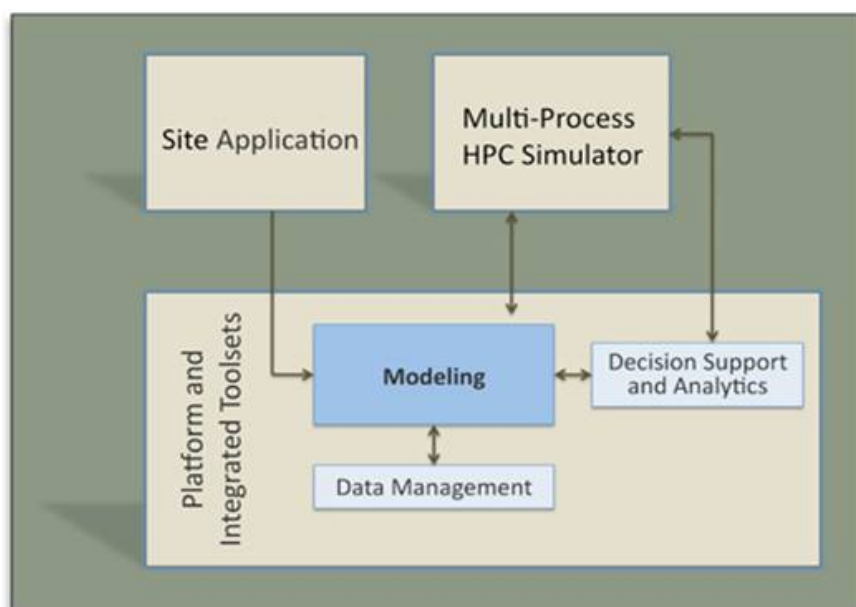 Site Application
Multi-Process
HPC Simulator
Platform and
Integrated Toolsets
Modeling
Decision Support
and Analytics
Data Management